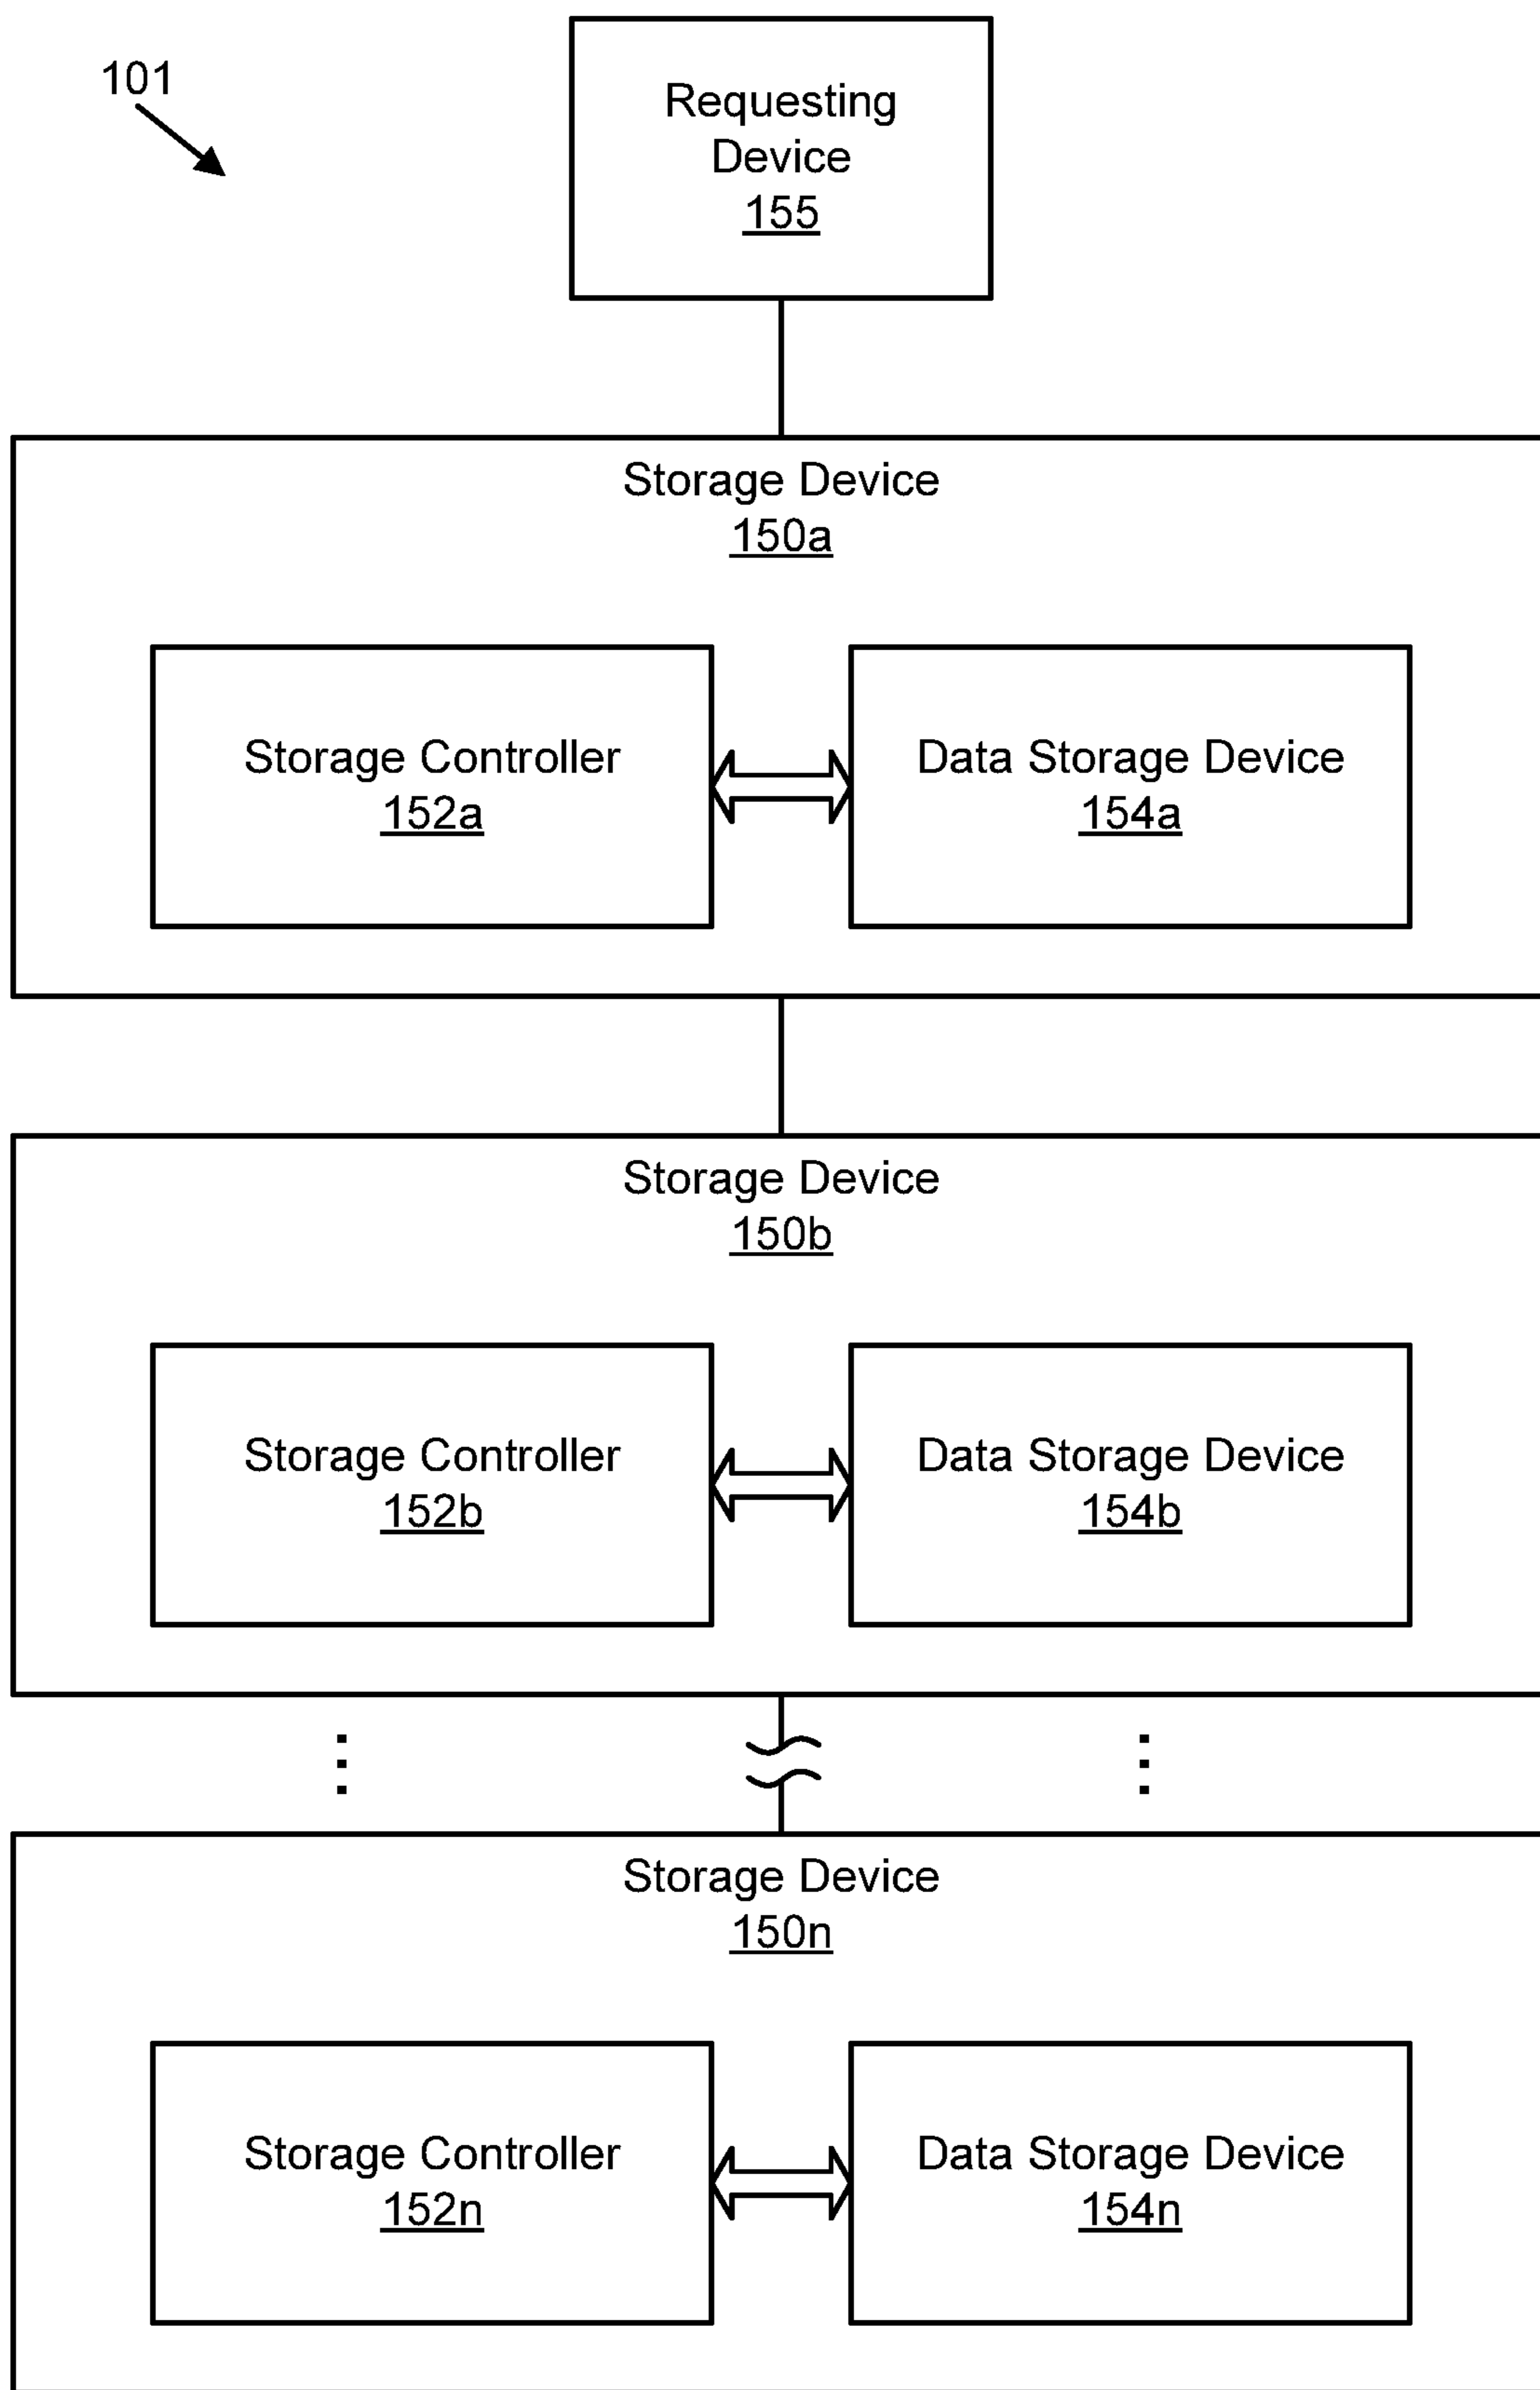 101
Requesting
Device
155
Storage Device
150a
Storage Controller
152a
Data Storage Device
154a
Storage Device
150b
Storage Controller
152b
Data Storage Device
154b
Storage Device
150n
Storage Controller
152n
Data Storage Device
154n